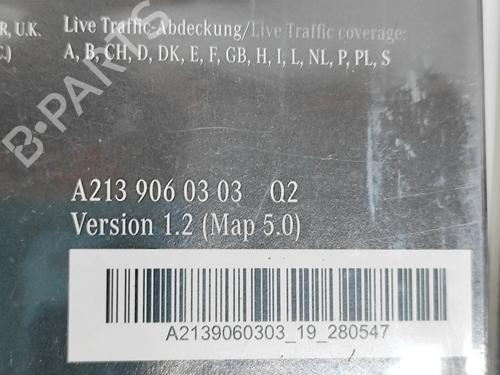 R, U.K.
Live Traffic-Abdeckung/Live Traffic coverage:
.)
A, B, CH, D, DK, E, F, GB, H, I, L, NL, P, PL, S
B-PARTS
A213 906 03 03 Q2
Version 1.2 (Map 5.0)
A2139060303_19_280547